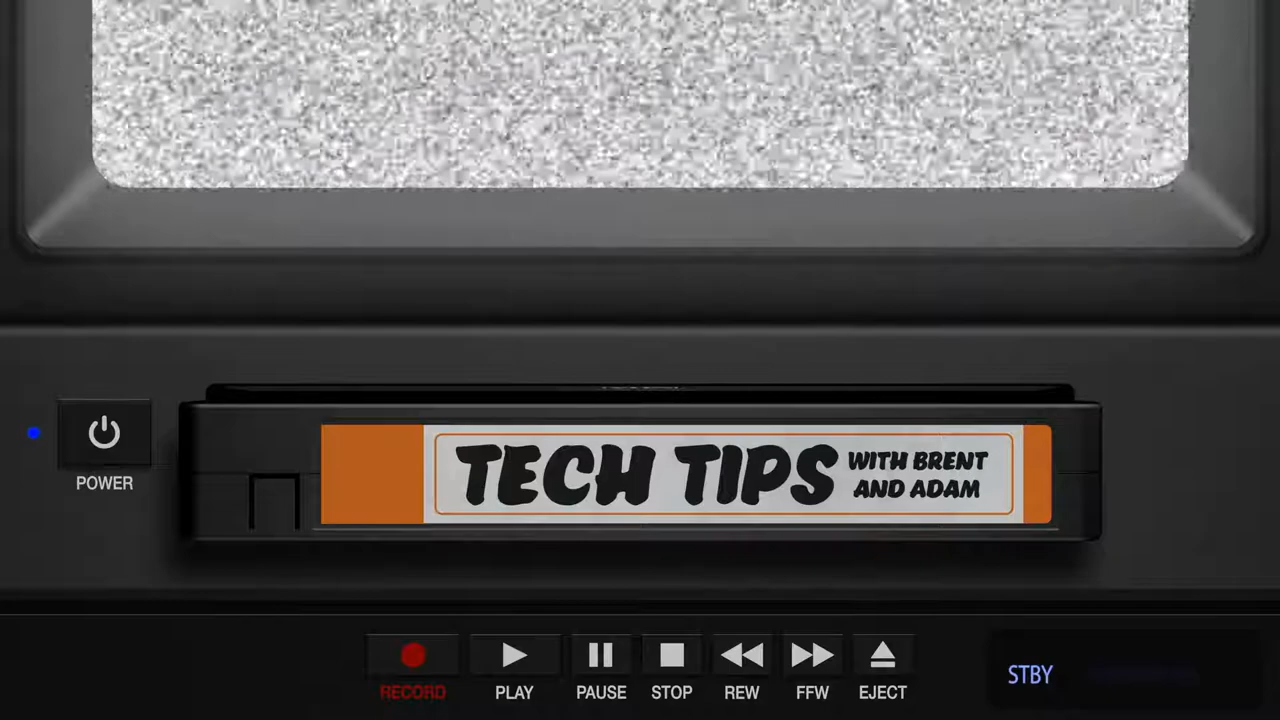 POWER
TECH TIPS
WITH BRENT
AND ADAM
RECORD
PLAY
PAUSE
STOP
REW
FFW
EJECT
STBY